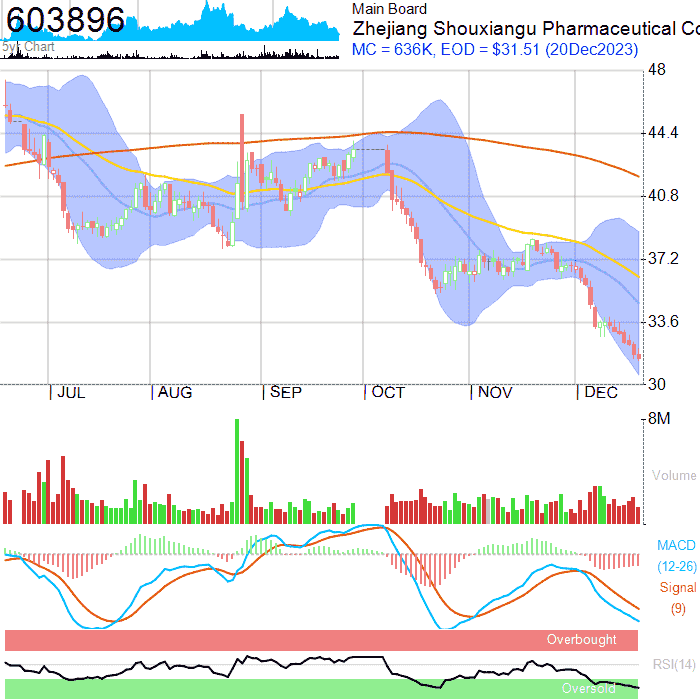 603896
5yr Chart
Main Board
Zhejiang Shouxiangu Pharmaceutical Co
MC = 636K, EOD = $31.51 (20Dec2023)
48
44.4
40.8
37.2
33.6
30
JUL
AUG
SEP
OCT
NOV
DEC
8M
Volume
MACD
(12-26)
Signal
(9)
Overbought
RSI(14)
Oversold